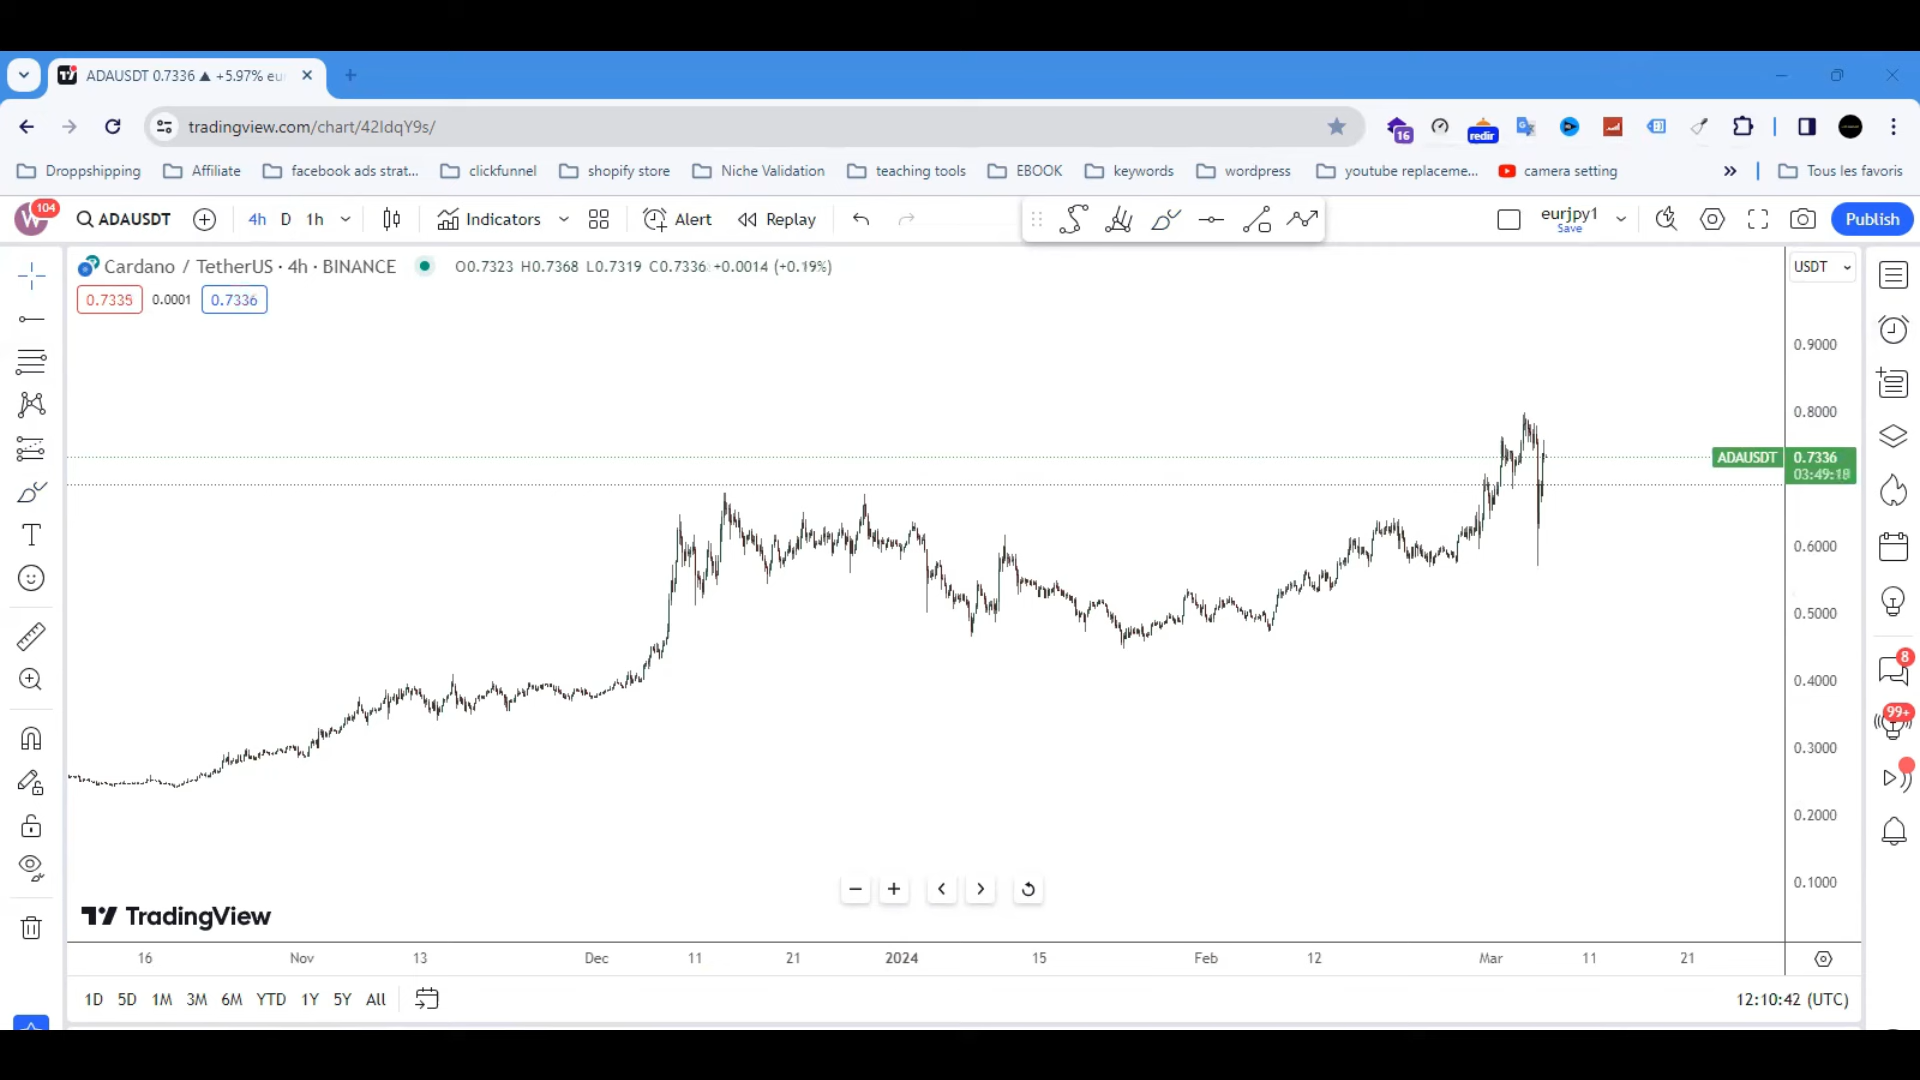 ADAUSDT 0.7336 ▲ +5.97% eu
tradingview.com/chart/42IdqY9s/
16
redir
Droppshipping
Affiliate
facebook ads strat...
clickfunnel
shopify store
Niche Validation
teaching tools
EBOOK
keywords
wordpress
youtube replaceme...
camera setting
Tous les favoris
W 104
ADAUSDT
4h D 1h
Indicators
Alert
Replay
eurjpy1
Save
Publish
Cardano / TetherUS · 4h · BINANCE
O0.7323 H0.7368 L0.7319 C0.7336 +0.0014 (+0.19%)
USDT
0.7335 0.0001 0.7336
0.9000
0.8000
ADAUSDT 0.7336
03:49:18
0.6000
0.5000
0.4000
0.3000
0.2000
0.1000
8
99+
TradingView
16 Nov 13 Dec 11 21 2024 15 Feb 12 Mar 11 21
1D 5D 1M 3M 6M YTD 1Y 5Y All
12:10:42 (UTC)